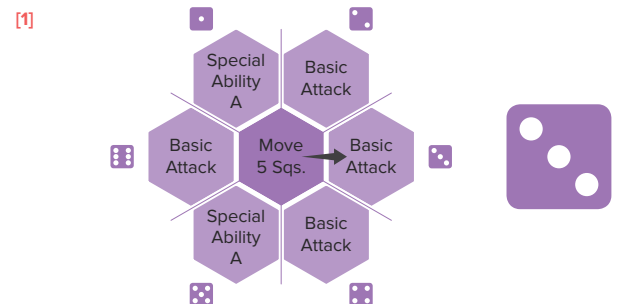 [1]
Special
Ability
A
Basic
Attack
Basic
Attack
Move
5 Sqs.
Basic
Attack
Special
Ability
A
Basic
Attack